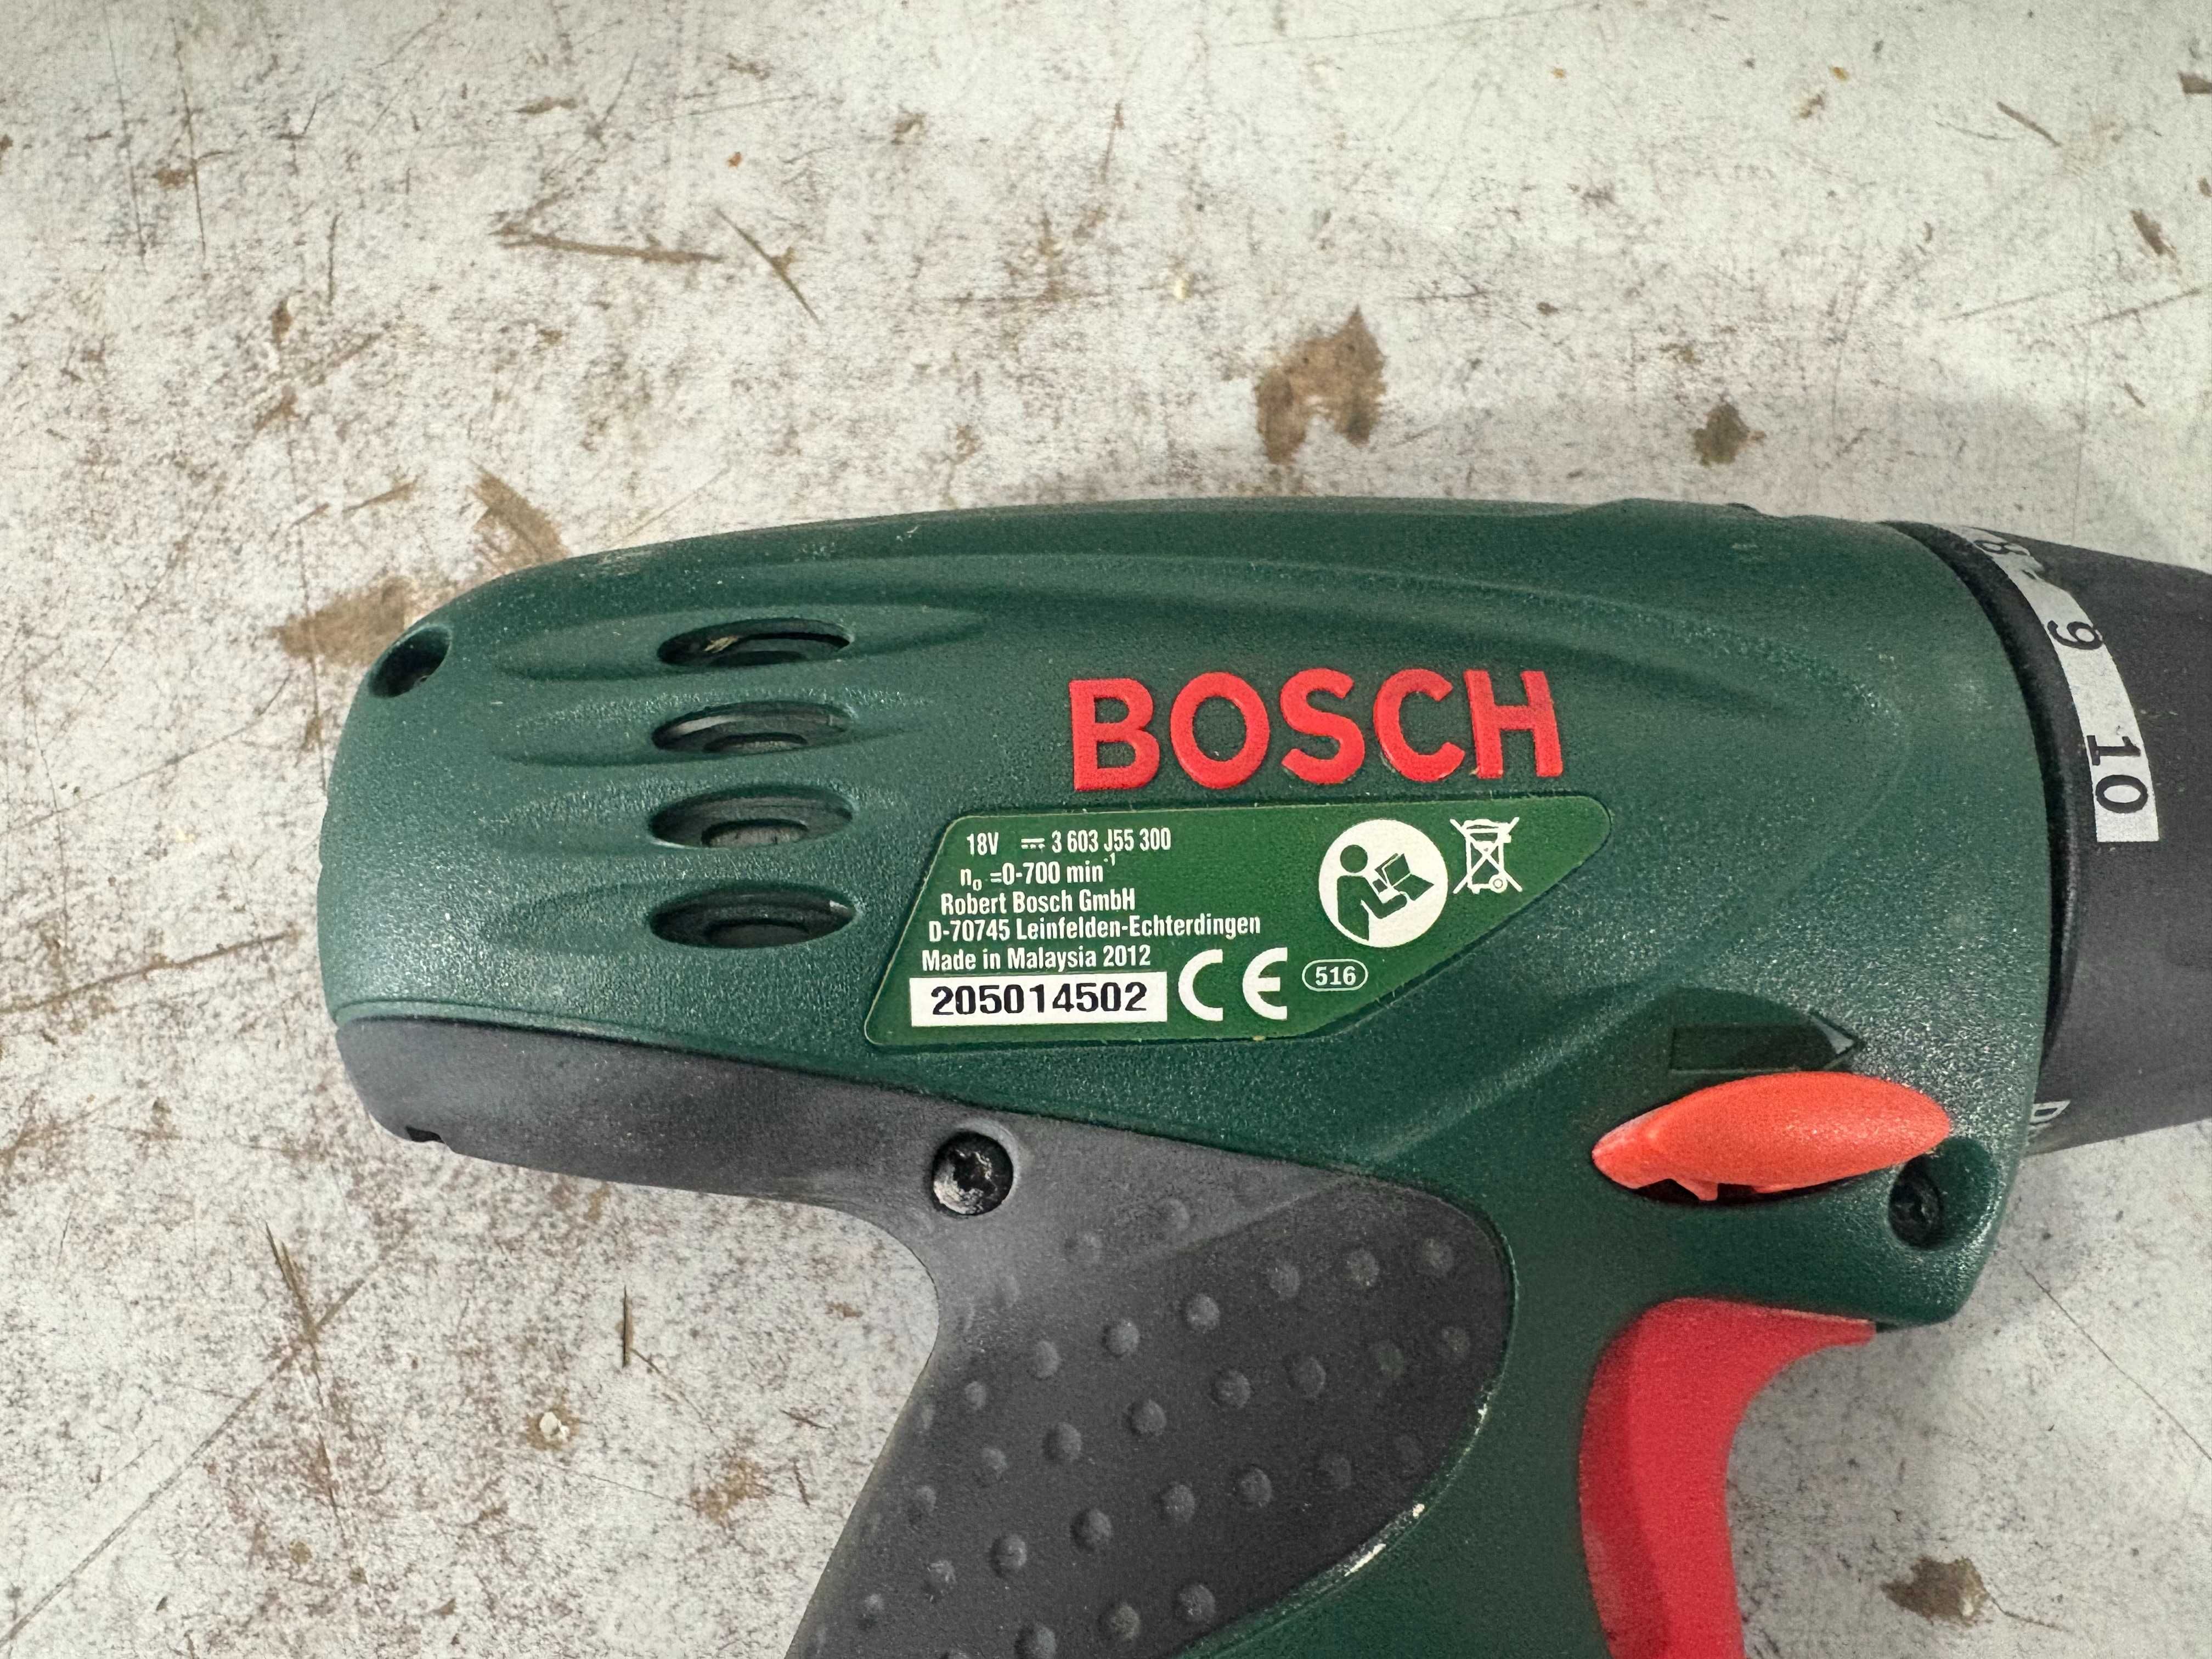 BOSCH
18V ⎓ 3 603 J55 300
n₀ =0-700 min⁻¹
Robert Bosch GmbH
D-70745 Leinfelden-Echterdingen
Made in Malaysia 2012
205014502 CE 516
8 · 9 10